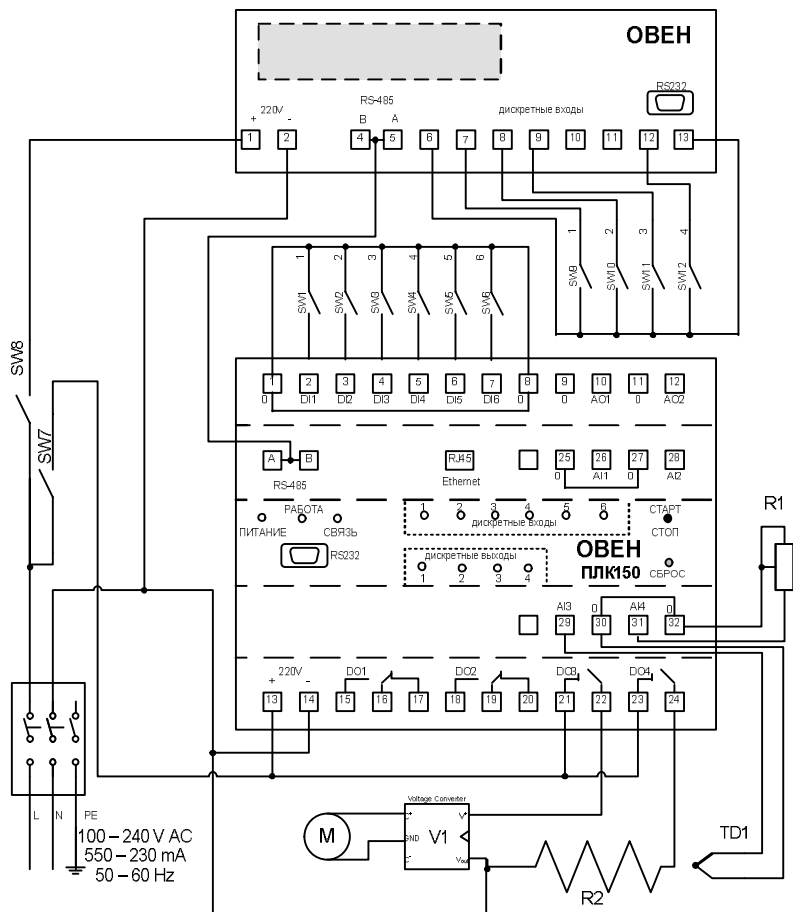 ОВЕН
RS232
RS-485
220V
дискретные входы
+ - B A
1 2 4 5 6 7 8 9 10 11 12 13
1 2 3 4
SW9 SW10 SW11 SW12
1 2 3 4 5 6
SW1 SW2 SW3 SW4 SW5 SW6
SW8
SW7
1 2 3 4 5 6 7 8 9 10 11 12
0 DI1 DI2 DI3 DI4 DI5 DI6 0 0 AO1 0 AO2
A B RJ45 25 26 27 28
RS-485 Ethernet 0 AI1 0 AI2
ПИТАНИЕ РАБОТА СВЯЗЬ
RS232
1 2 3 4 5 6
дискретные входы
дискретные выходы
1 2 3 4
СТАРТ
СТОП
ОВЕН
ПЛК150
СБРОС
R1
AI3 0 AI4 0
29 30 31 32
220V DO1 DO2 DO3 DO4
+ -
13 14 15 16 17 18 19 20 21 22 23 24
L N PE
100 – 240 V AC
550 – 230 mA
50 – 60 Hz
Voltage Converter
M
C+ GND C-
V1
V+ Vout
R2
TD1